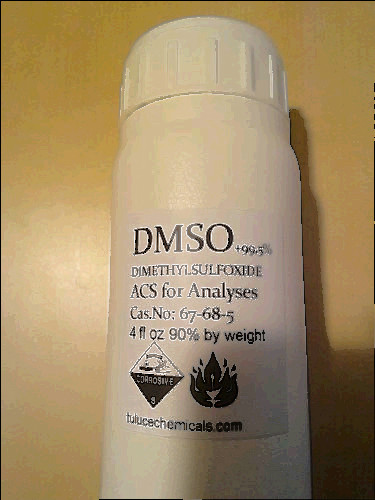 DMSO +99.5%
DIMETHYLSULFOXIDE
ACS for Analyses
Cas.No: 67-68-5
4 fl oz 90% by weight
CORROSIVE
8
tulucechemicals.com